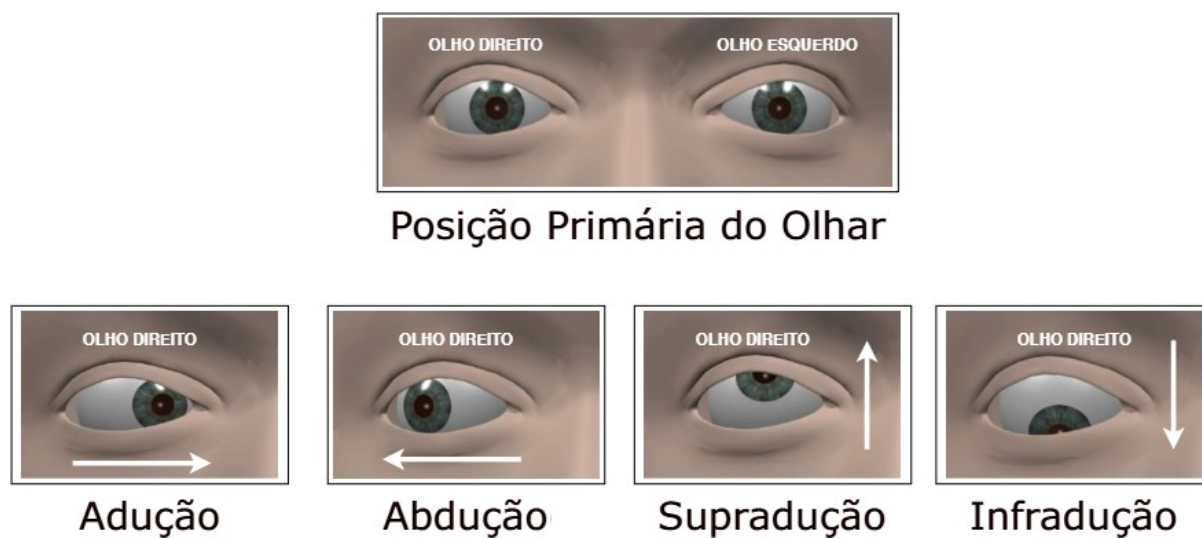 OLHO DIREITO OLHO ESQUERDO
Posição Primária do Olhar
OLHO DIREITO OLHO DIREITO OLHO DIREITO OLHO DIREITO
Adução Abdução Supradução Infradução